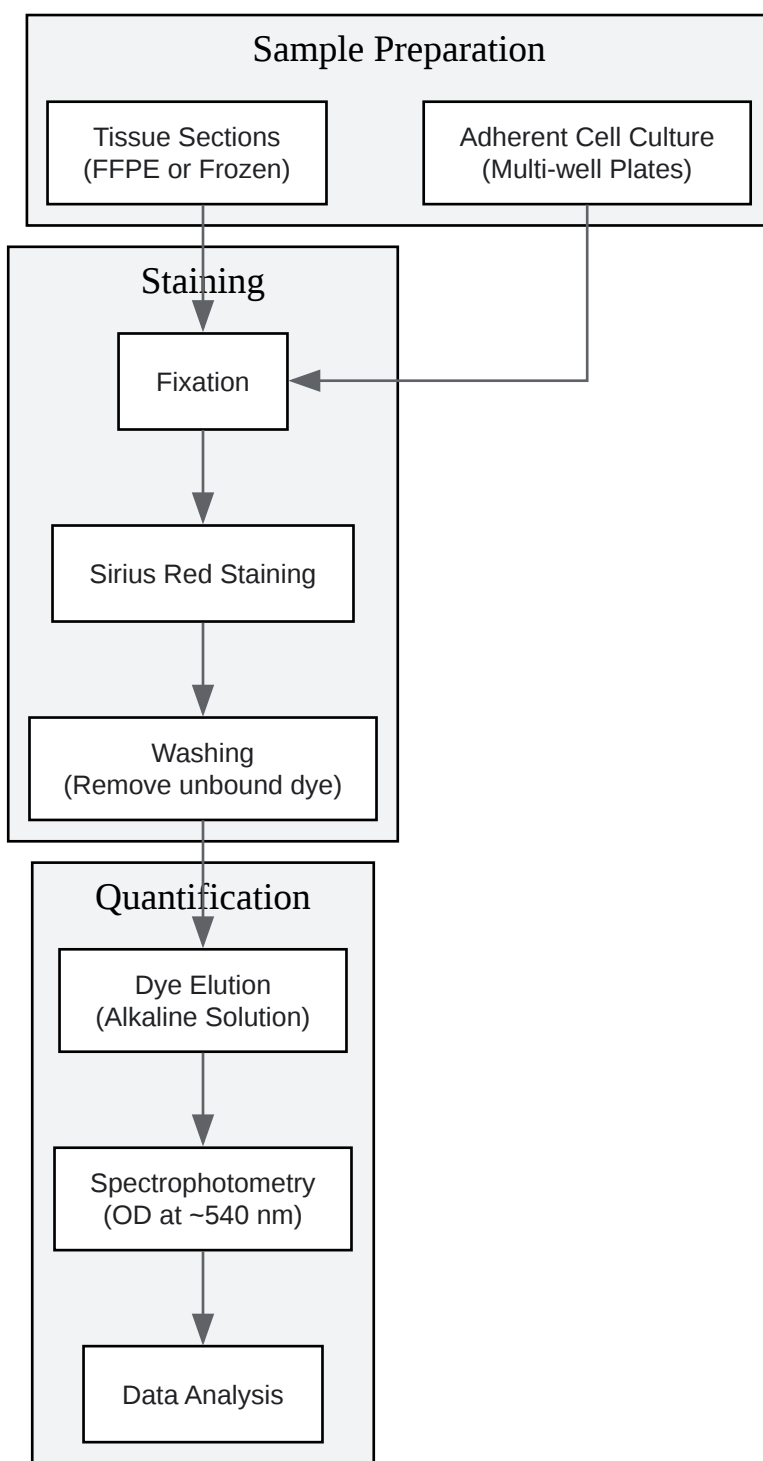 Sample Preparation
Tissue Sections
(FFPE or Frozen)
Adherent Cell Culture
(Multi-well Plates)
Staining
Fixation
Sirius Red Staining
Washing
(Remove unbound dye)
Quantification
Dye Elution
(Alkaline Solution)
Spectrophotometry
(OD at ~540 nm)
Data Analysis